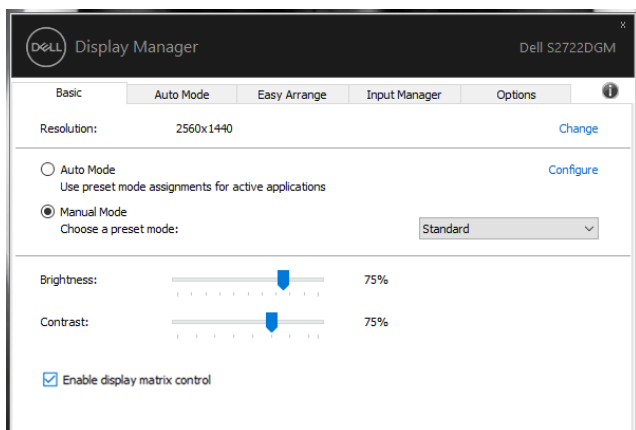 x
DELL Display Manager Dell S2722DGM
Basic Auto Mode Easy Arrange Input Manager Options i
Resolution: 2560x1440 Change
Auto Mode Configure
Use preset mode assignments for active applications
Manual Mode
Choose a preset mode: Standard
Brightness: 75%
Contrast: 75%
Enable display matrix control